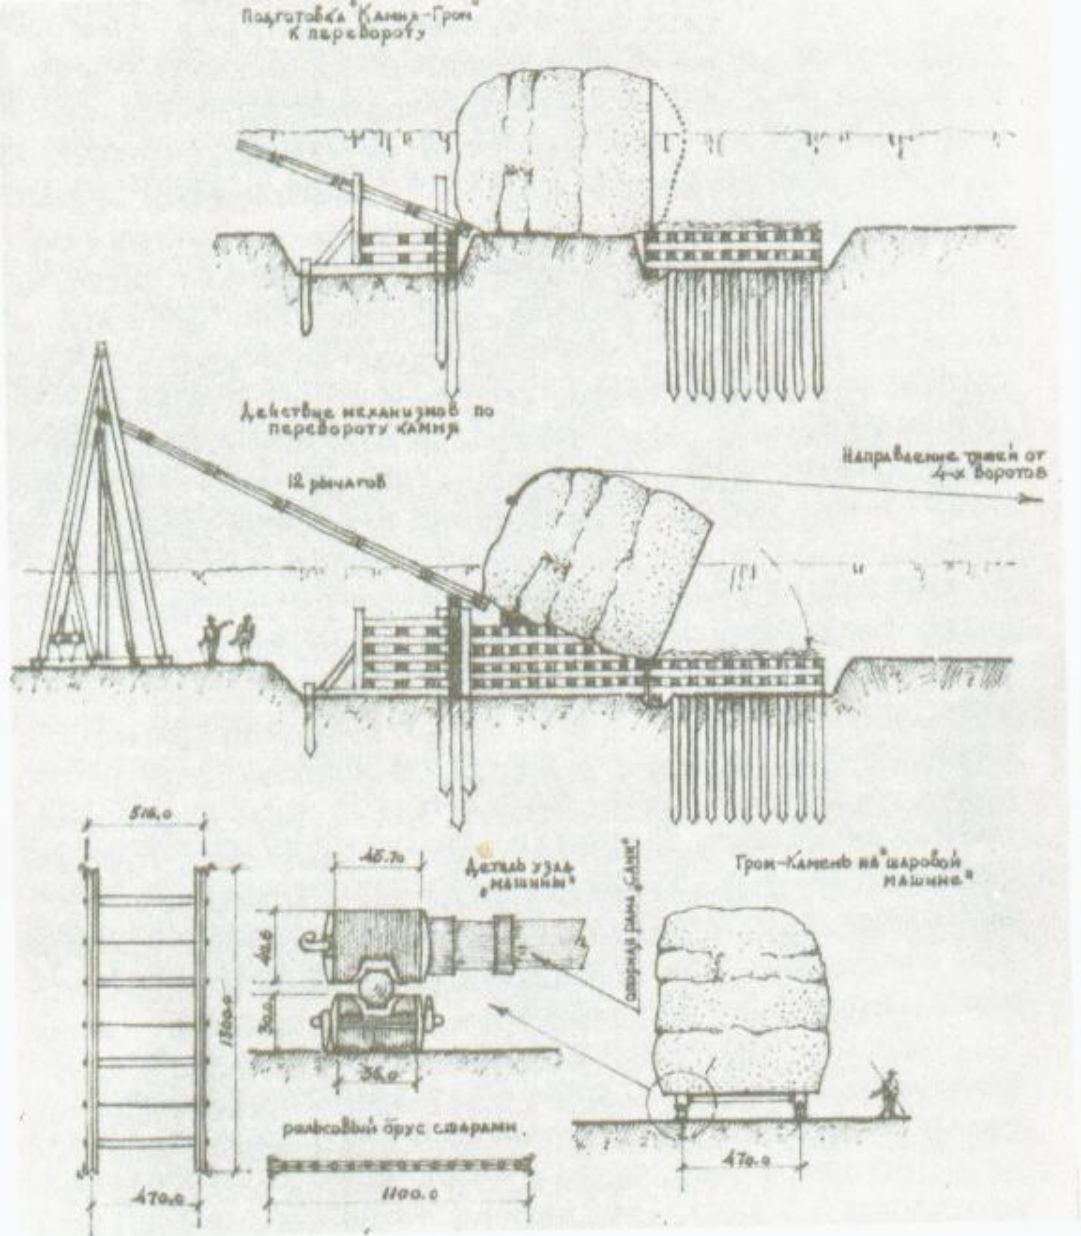 Подготовка "Камня-Гром"
к перевороту
Действие механизмов по
перевороту камня
12 рычагов
Направление тяжей от
4-х воротов
516.0
1300.0
470.0
45.70
40.6
30.0
36.0
Деталь узла
"машины"
опорная рама "сани"
Гром-Камень на "шаровой
машине"
470.0
рельсовый брус с шарами.
1100.0